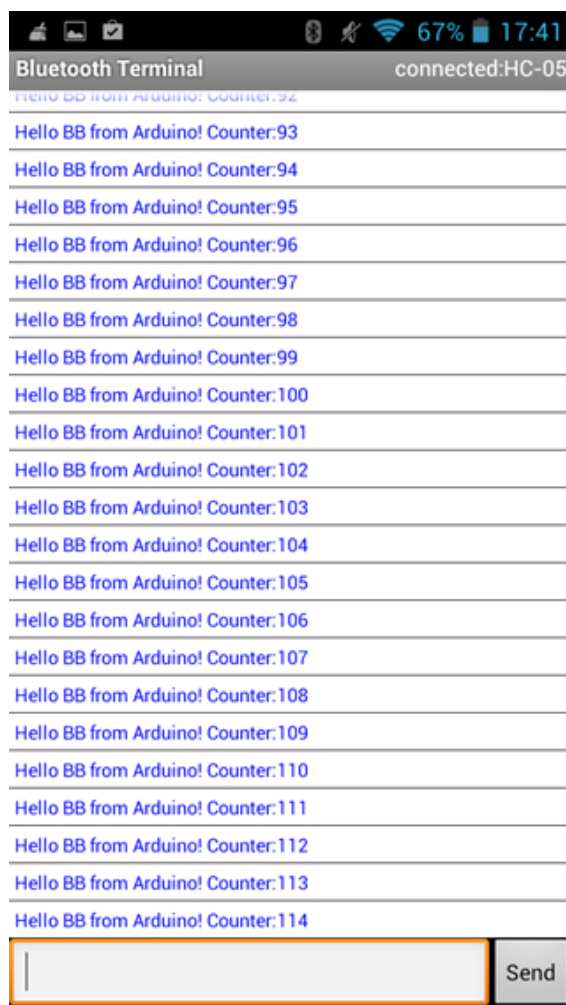 67% 17:41
Bluetooth Terminal connected:HC-05
Hello BB from Arduino! Counter:92
Hello BB from Arduino! Counter:93
Hello BB from Arduino! Counter:94
Hello BB from Arduino! Counter:95
Hello BB from Arduino! Counter:96
Hello BB from Arduino! Counter:97
Hello BB from Arduino! Counter:98
Hello BB from Arduino! Counter:99
Hello BB from Arduino! Counter:100
Hello BB from Arduino! Counter:101
Hello BB from Arduino! Counter:102
Hello BB from Arduino! Counter:103
Hello BB from Arduino! Counter:104
Hello BB from Arduino! Counter:105
Hello BB from Arduino! Counter:106
Hello BB from Arduino! Counter:107
Hello BB from Arduino! Counter:108
Hello BB from Arduino! Counter:109
Hello BB from Arduino! Counter:110
Hello BB from Arduino! Counter:111
Hello BB from Arduino! Counter:112
Hello BB from Arduino! Counter:113
Hello BB from Arduino! Counter:114
Send